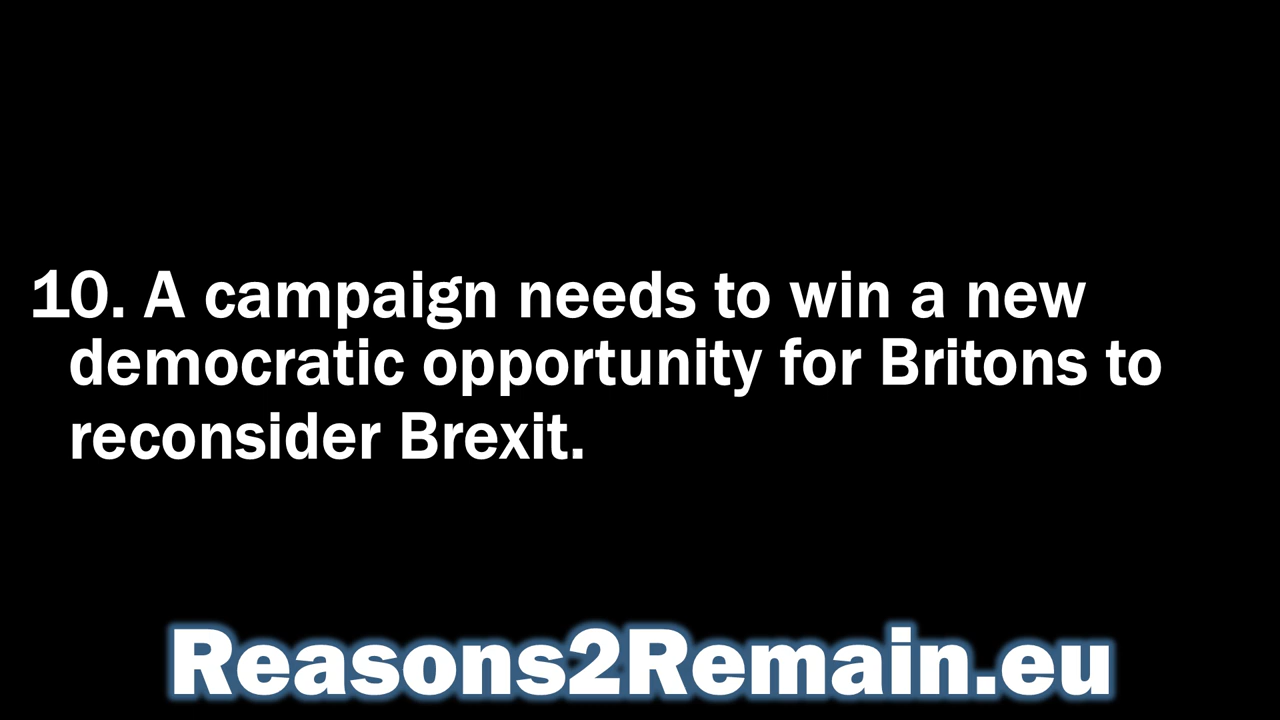 10. A campaign needs to win a new
democratic opportunity for Britons to
reconsider Brexit.
Reasons2Remain.eu